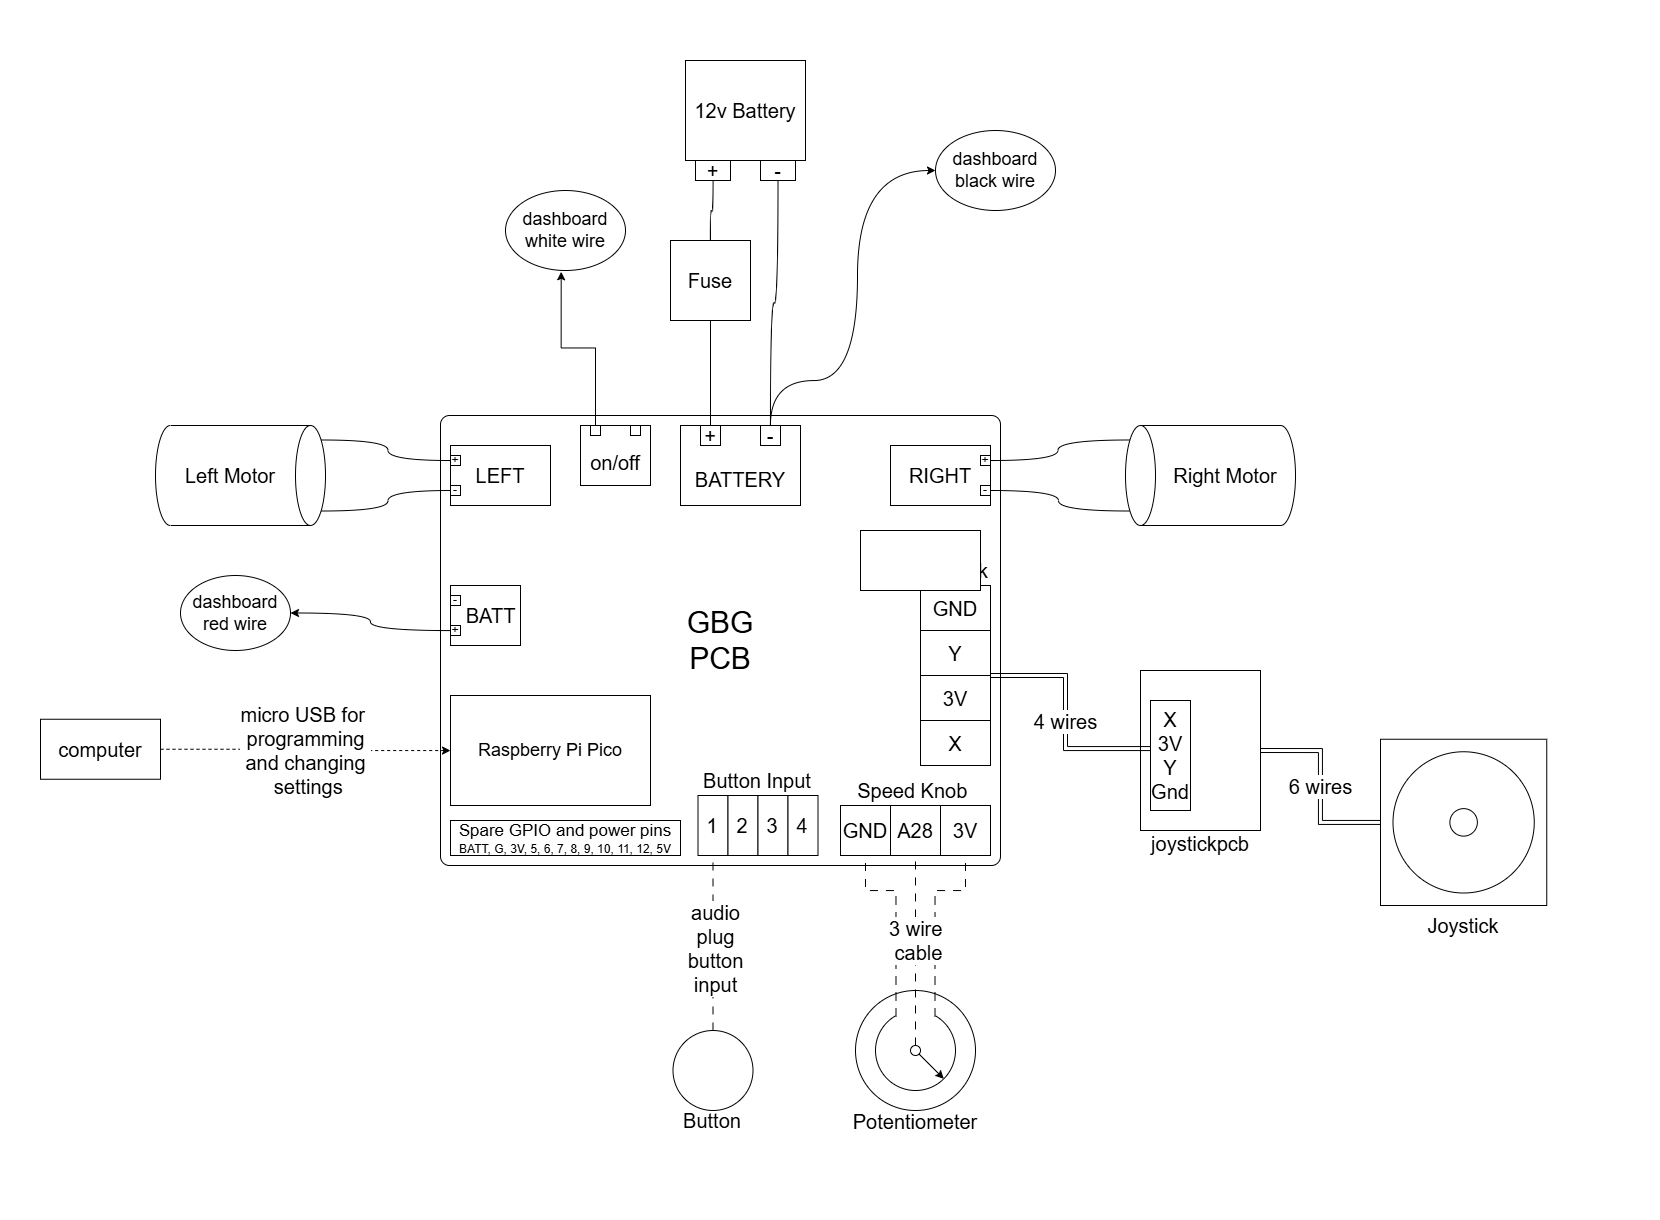 12v Battery
+
-
dashboard
black wire
dashboard
white wire
Fuse
Left Motor
+
-
LEFT
on/off
+
-
BATTERY
RIGHT
+
-
Right Motor
dashboard
red wire
-
+
BATT
GBG
PCB
k
GND
Y
3V
X
4 wires
X
3V
Y
Gnd
joystickpcb
6 wires
Joystick
computer
micro USB for
programming
and changing
settings
Raspberry Pi Pico
Spare GPIO and power pins
BATT, G, 3V, 5, 6, 7, 8, 9, 10, 11, 12, 5V
Button Input
1 2 3 4
Speed Knob
GND A28 3V
audio
plug
button
input
3 wire
cable
Button
Potentiometer